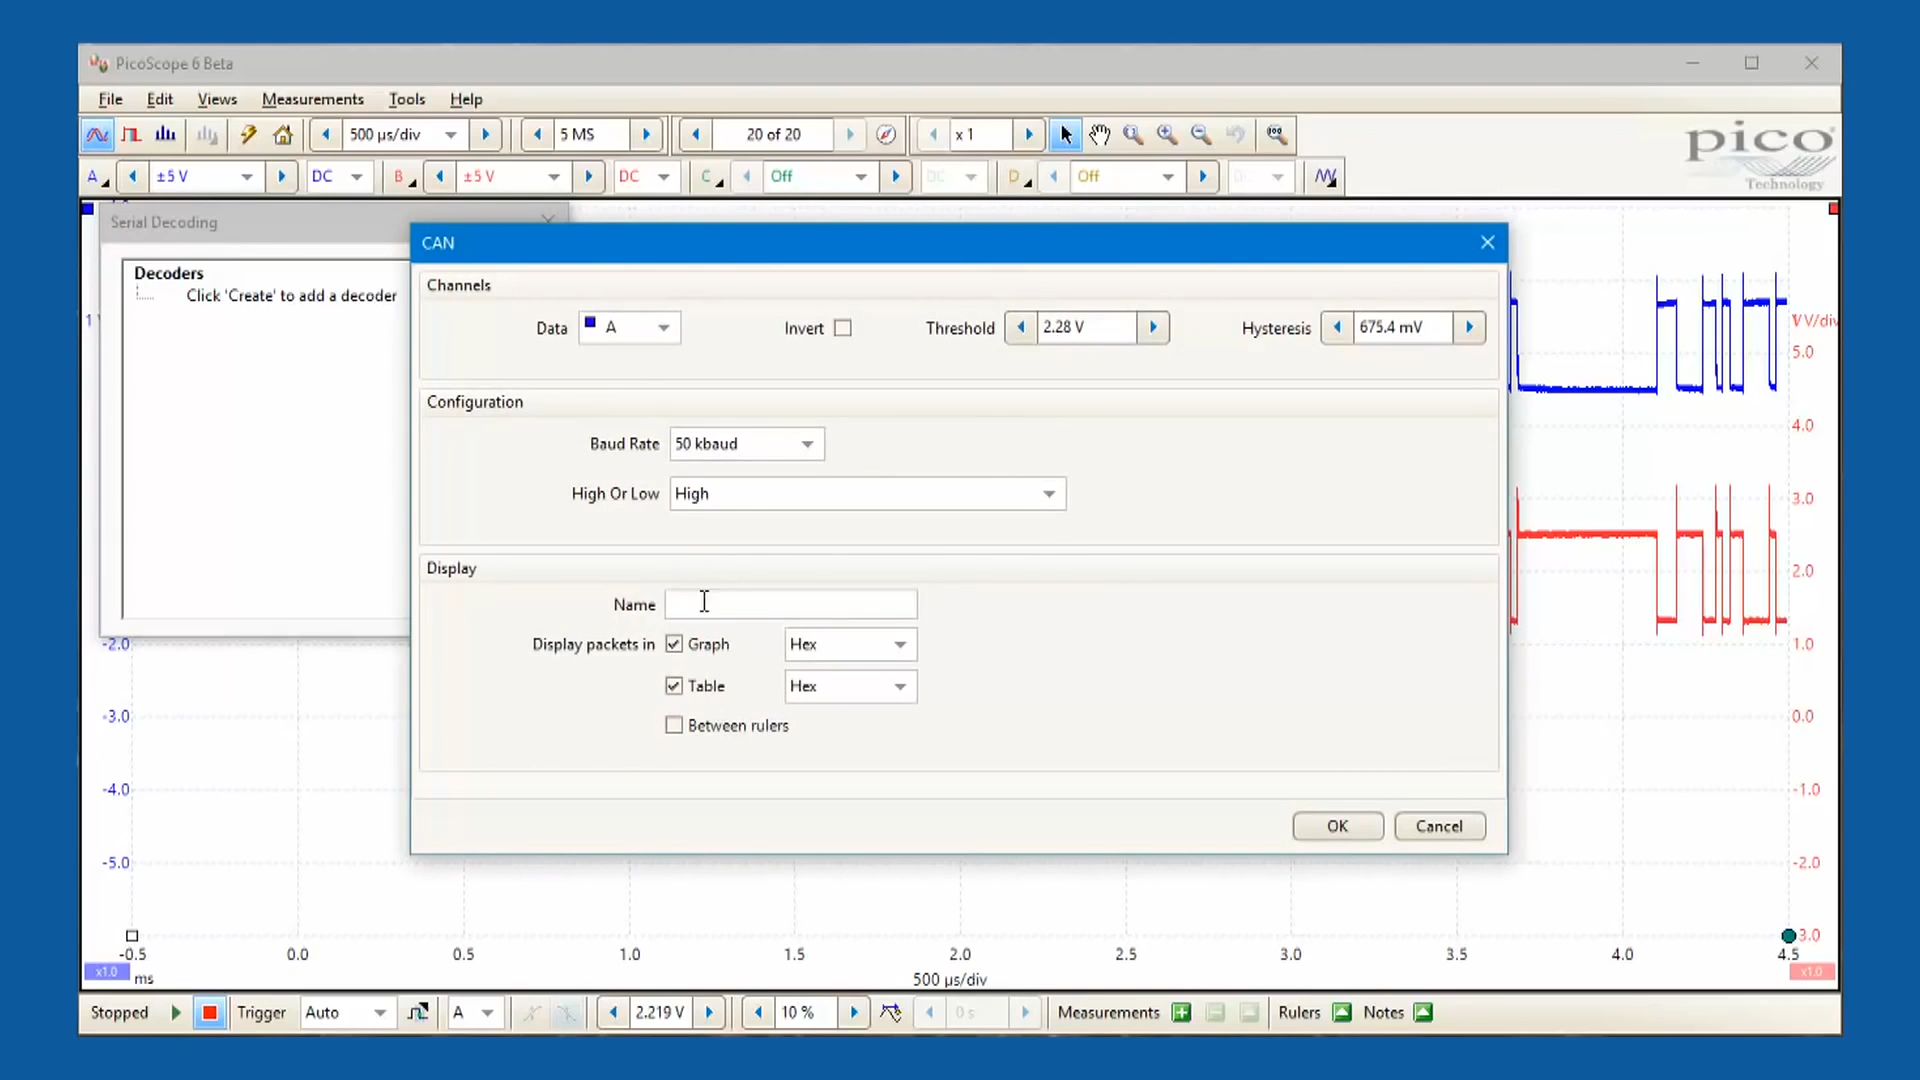 PicoScope 6 Beta
File Edit Views Measurements Tools Help
500 µs/div 5 MS 20 of 20 x 1
pico
Technology
A ±5 V DC B ±5 V DC C Off DC D Off
Serial Decoding
Decoders
Click 'Create' to add a decoder
CAN
Channels
Data A Invert Threshold 2.28 V Hysteresis 675.4 mV
Configuration
Baud Rate 50 kbaud
High Or Low High
Display
Name
Display packets in Graph Hex
Table Hex
Between rulers
OK Cancel
1
V/div
5.0
4.0
3.0
2.0
-2.0 1.0
-3.0 0.0
-4.0 -1.0
-5.0 -2.0
3.0
-0.5 0.0 0.5 1.0 1.5 2.0 2.5 3.0 3.5 4.0 4.5
x1.0 ms 500 µs/div x1.0
Stopped Trigger Auto A 2.219 V 10 % 0 s Measurements Rulers Notes